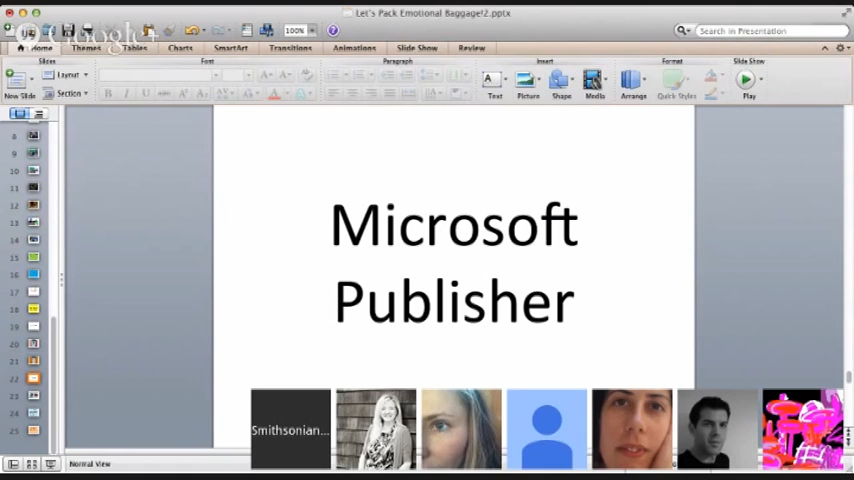 Let's Pack Emotional Baggage!2.pptx
Google+
100%
Search in Presentation
Home Themes Tables Charts SmartArt Transitions Animations Slide Show Review
Slides Font Paragraph Insert Format Slide Show
Layout
Section
New Slide
Text Picture Shape Media Arrange Quick Styles Play
8
9
10
11
12
13
14
15
16
17
18
19
20
21
22
23
24
25
Microsoft
Publisher
Smithsonian...
Normal View